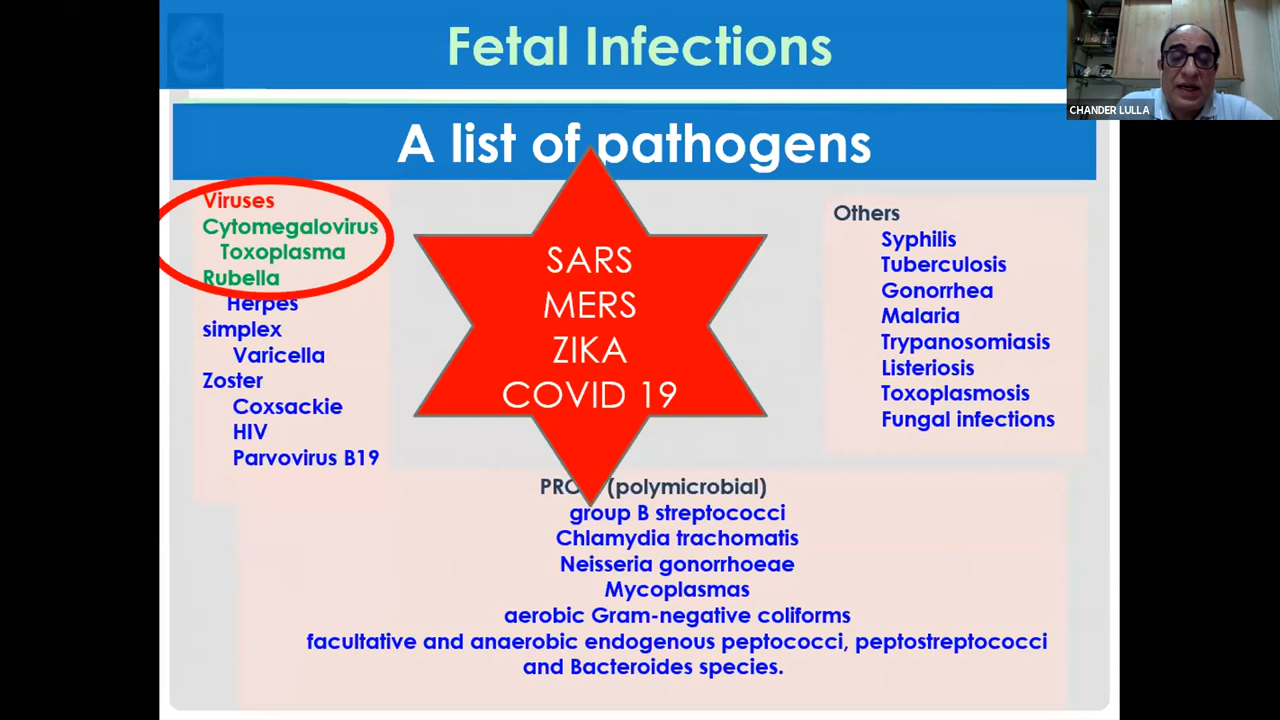 Fetal Infections
CHANDER LULLA
A list of pathogens
Viruses
Cytomegalovirus
Toxoplasma
Rubella
Herpes
simplex
Varicella
Zoster
Coxsackie
HIV
Parvovirus B19
SARS
MERS
ZIKA
COVID 19
Others
Syphilis
Tuberculosis
Gonorrhea
Malaria
Trypanosomiasis
Listeriosis
Toxoplasmosis
Fungal infections
(polymicrobial)
group B streptococci
Chlamydia trachomatis
Neisseria gonorrhoeae
Mycoplasmas
aerobic Gram-negative coliforms
facultative and anaerobic endogenous peptococci, peptostreptococci
and Bacteroides species.